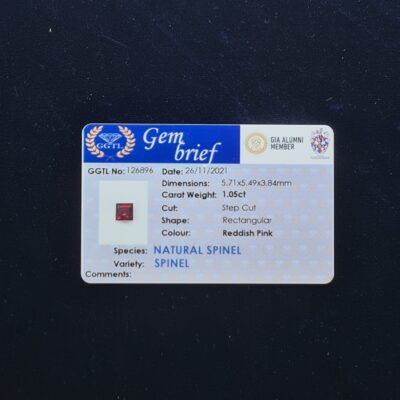 GGTL
Gem
brief
GIA ALUMNI
MEMBER
GGTL No: 126896 Date: 26/11/2021
Dimensions: 5.71x5.49x3.84mm
Carat Weight: 1.05ct
Cut: Step Cut
Shape: Rectangular
Colour: Reddish Pink
Species: NATURAL SPINEL
Variety: SPINEL
Comments: